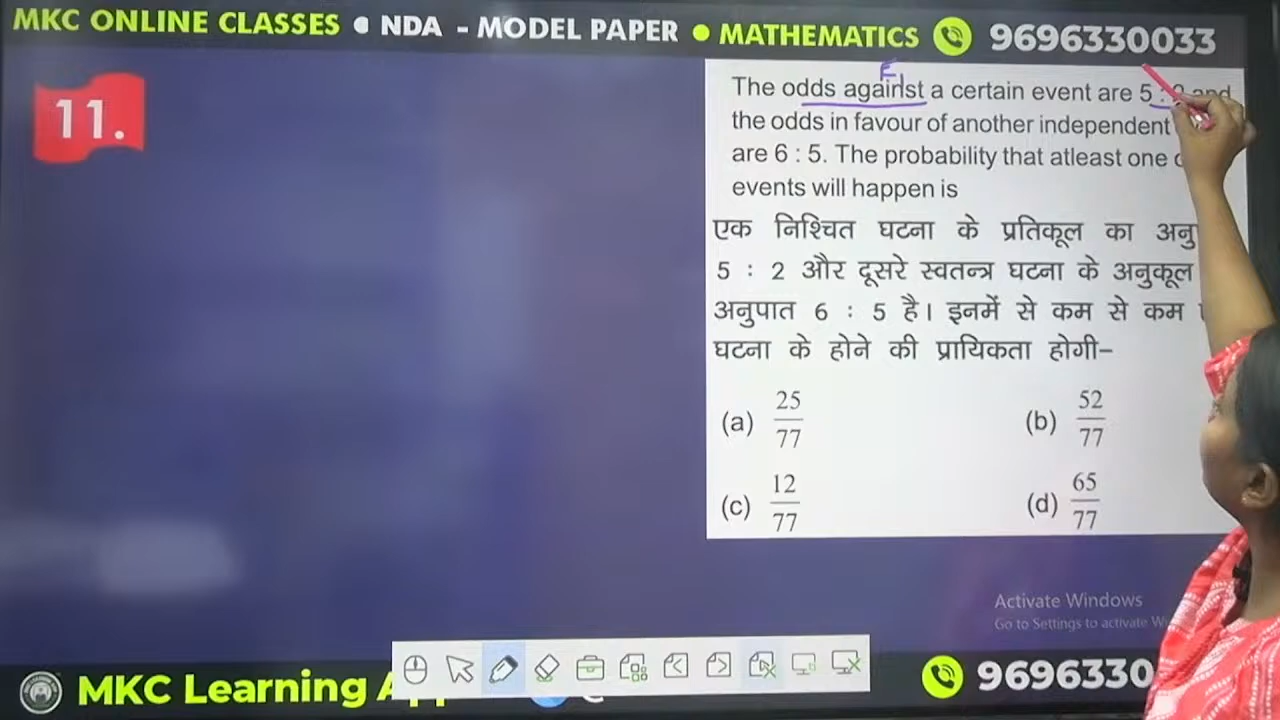 MKC ONLINE CLASSES ● NDA - MODEL PAPER ● MATHEMATICS 9696330033
11.
The odds against a certain event are 5 : and
the odds in favour of another independent
are 6 : 5. The probability that atleast one
events will happen is
एक निश्चित घटना के प्रतिकूल का
5 : 2 और दूसरे स्वतन्त्र घटना के अनुकूल
अनुपात 6 : 5 है। इनमें से कम से कम
घटना के होने की प्रायिकता होगी–
(a) 25/77 (b) 52/77
(c) 12/77 (d) 65/77
Activate Windows
Go to Settings to activate
MKC Learning 9696330